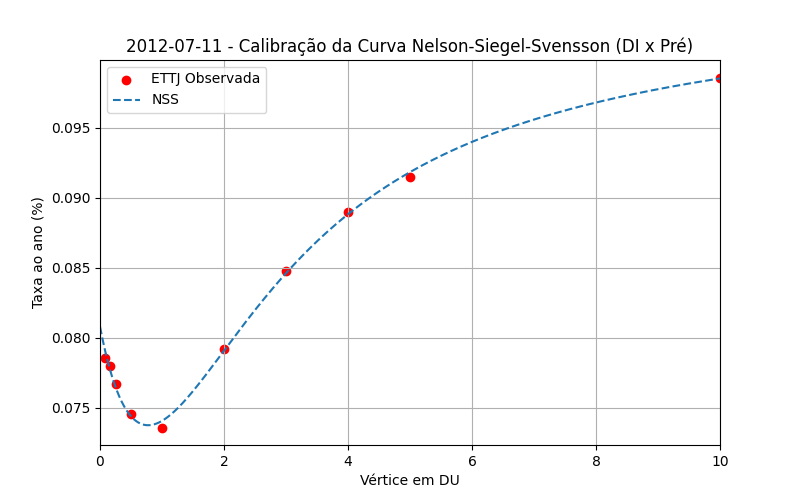 2012-07-11 - Calibração da Curva Nelson-Siegel-Svensson (DI x Pré)
ETTJ Observada
NSS
Taxa ao ano (%)
0.095
0.090
0.085
0.080
0.075
0 2 4 6 8 10
Vértice em DU